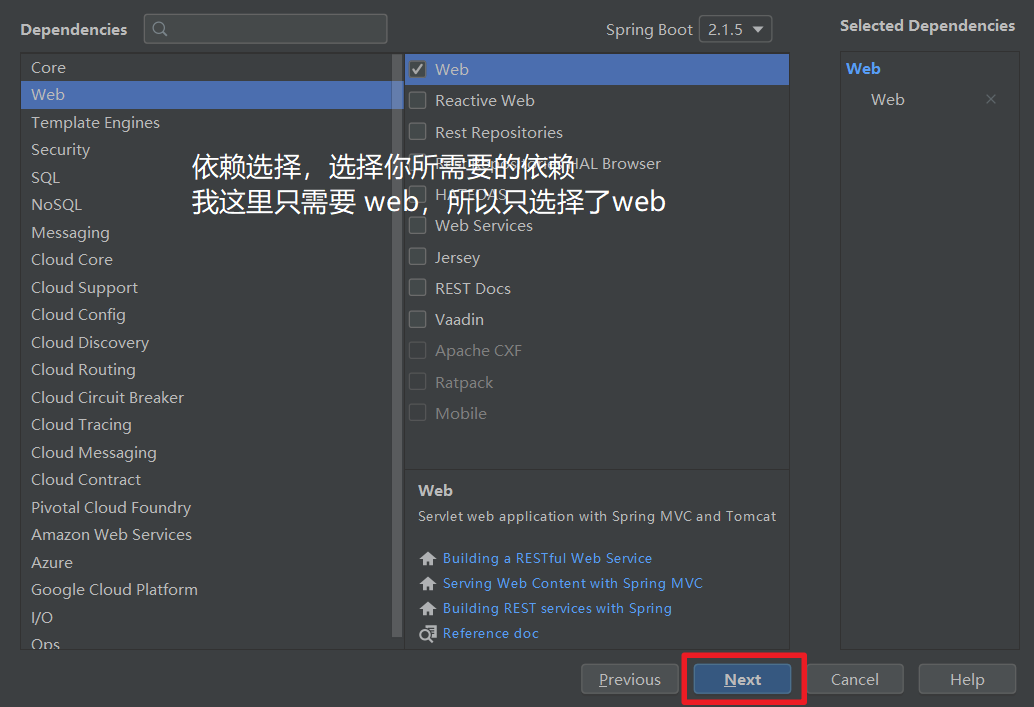 Dependencies
Spring Boot 2.1.5
Selected Dependencies
Core
Web
Template Engines
Security
SQL
NoSQL
Messaging
Cloud Core
Cloud Support
Cloud Config
Cloud Discovery
Cloud Routing
Cloud Circuit Breaker
Cloud Tracing
Cloud Messaging
Cloud Contract
Pivotal Cloud Foundry
Amazon Web Services
Azure
Google Cloud Platform
I/O
Ops
Web
Reactive Web
Rest Repositories
HAL Browser
Web Services
Jersey
REST Docs
Vaadin
Apache CXF
Ratpack
Mobile
依赖选择，选择你所需要的依赖
我这里只需要 web，所以只选择了web
Web
Servlet web application with Spring MVC and Tomcat
Building a RESTful Web Service
Serving Web Content with Spring MVC
Building REST services with Spring
Reference doc
Web
Web
Previous
Next
Cancel
Help